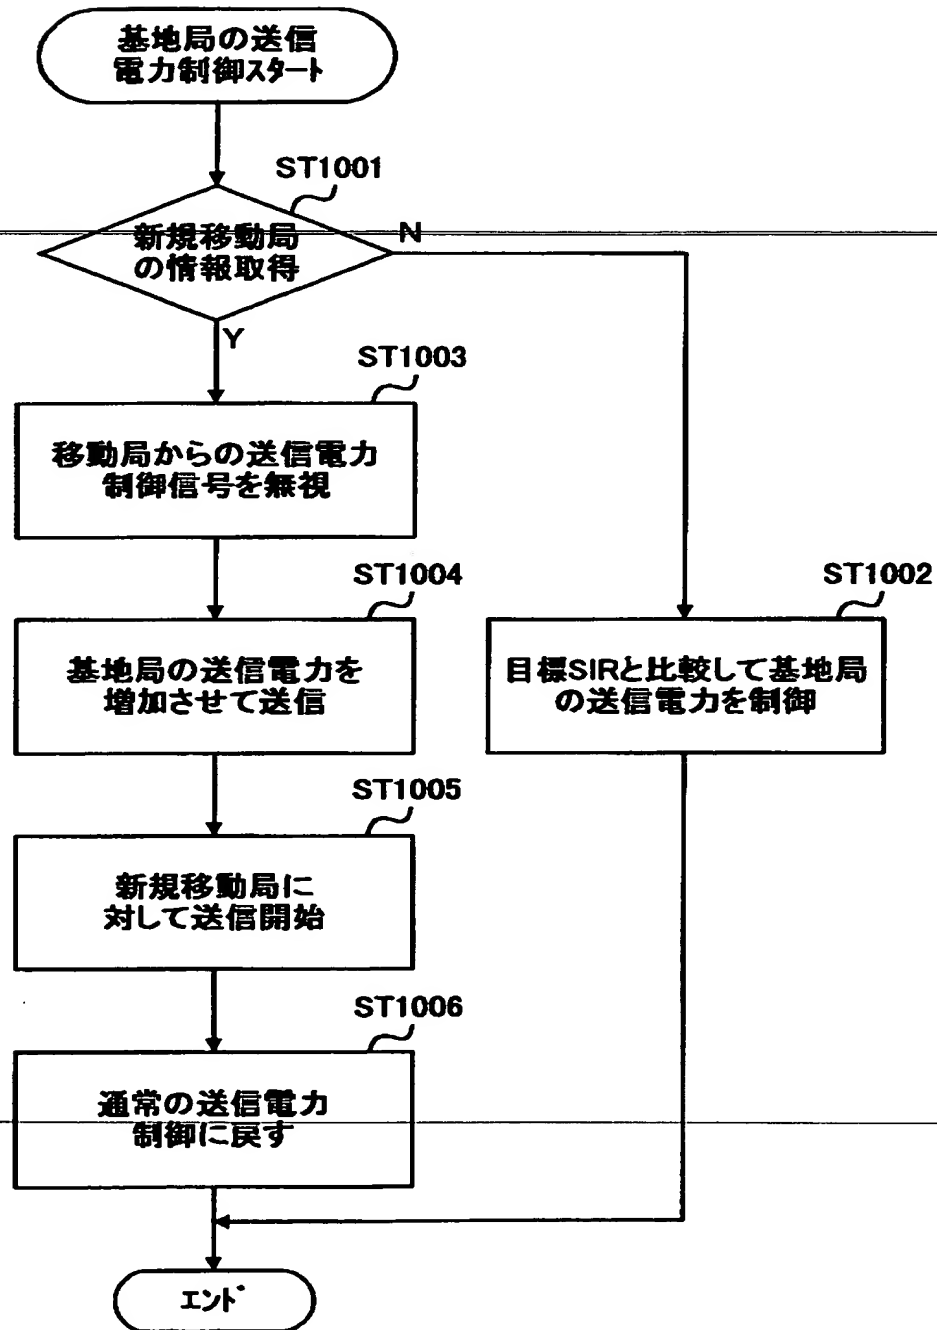 基地局の送信
電力制御スタート
ST1001
新規移動局
の情報取得
N
Y
ST1003
移動局からの送信電力
制御信号を無視
ST1004
基地局の送信電力を
増加させて送信
ST1002
目標SIRと比較して基地局
の送信電力を制御
ST1005
新規移動局に
対して送信開始
ST1006
通常の送信電力
制御に戻す
エンド